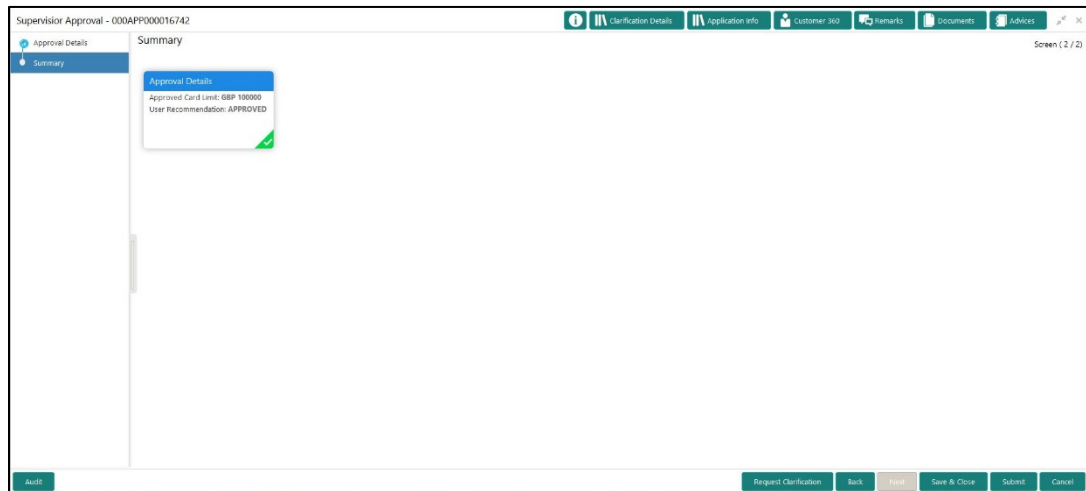 Supervisior Approval - 000APP000016742
Clarification Details
Application Info
Customer 360
Remarks
Documents
Advices
Approval Details
Summary
Summary
Screen ( 2 / 2)
Approval Details
Approved Card Limit: GBP 100000
User Recommendation: APPROVED
Audit
Request Clarification
Back
Next
Save & Close
Submit
Cancel